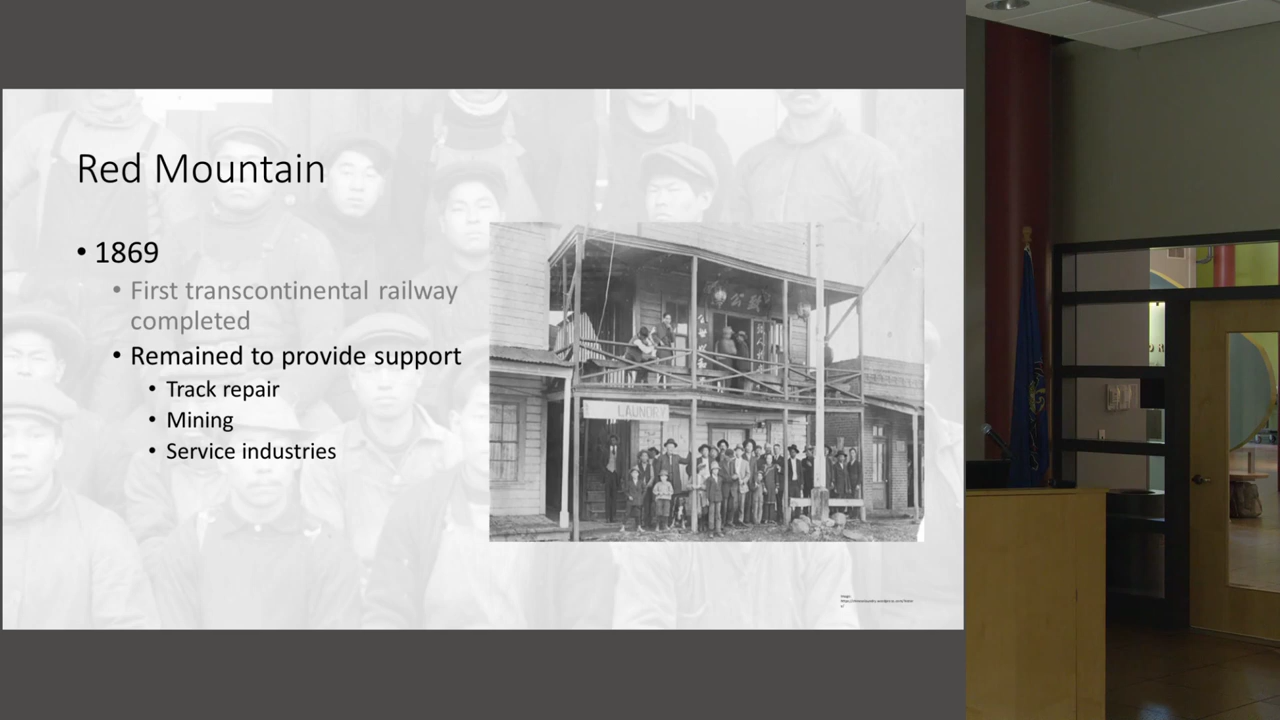 Red Mountain
• 1869
• First transcontinental railway
completed
• Remained to provide support
• Track repair
• Mining
• Service industries
LAUNDRY